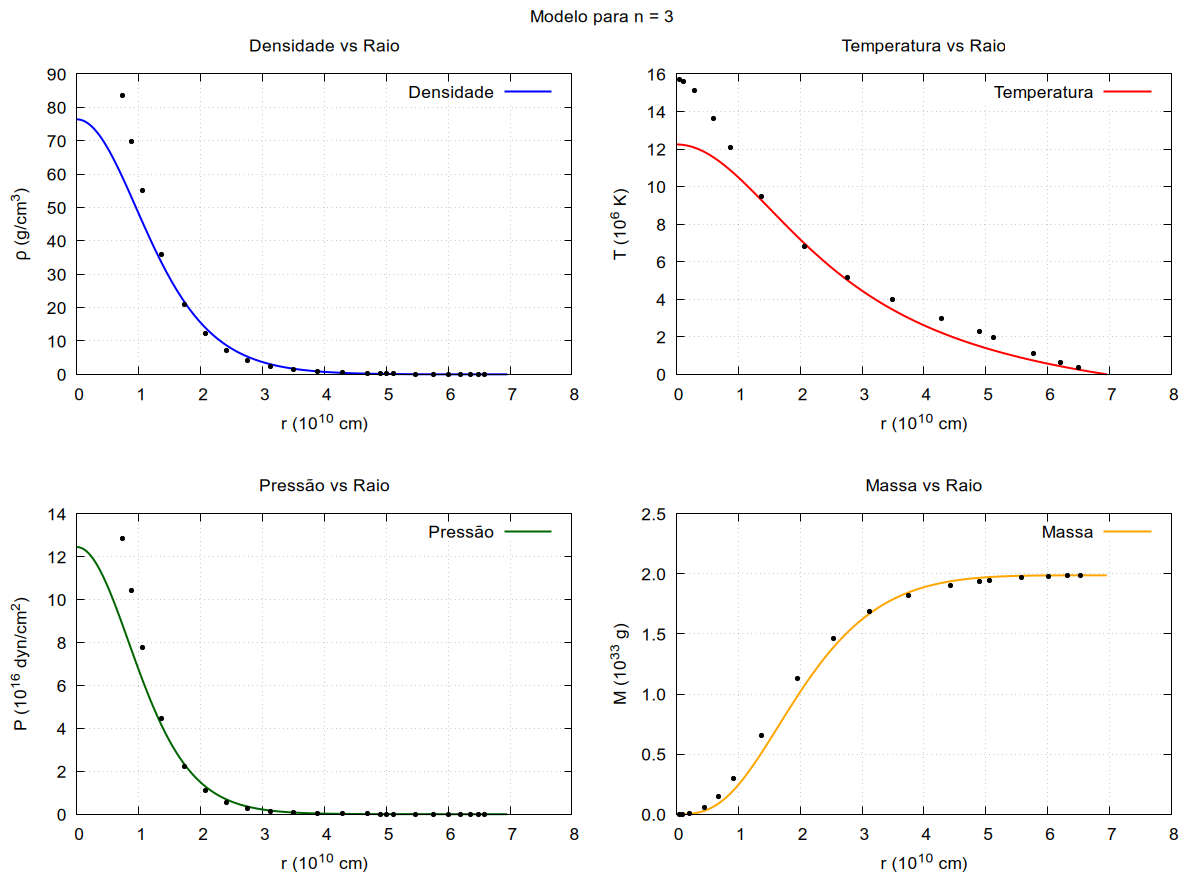 Modelo para n = 3
Densidade vs Raio
Densidade
90
80
70
60
50
40
30
20
10
0
ρ (g/cm³)
0 1 2 3 4 5 6 7 8
r (10¹⁰ cm)
Temperatura vs Raio
Temperatura
16
14
12
10
8
6
4
2
0
T (10⁶ K)
0 1 2 3 4 5 6 7 8
r (10¹⁰ cm)
Pressão vs Raio
Pressão
14
12
10
8
6
4
2
0
P (10¹⁶ dyn/cm²)
0 1 2 3 4 5 6 7 8
r (10¹⁰ cm)
Massa vs Raio
Massa
2.5
2.0
1.5
1.0
0.5
0.0
M (10³³ g)
0 1 2 3 4 5 6 7 8
r (10¹⁰ cm)